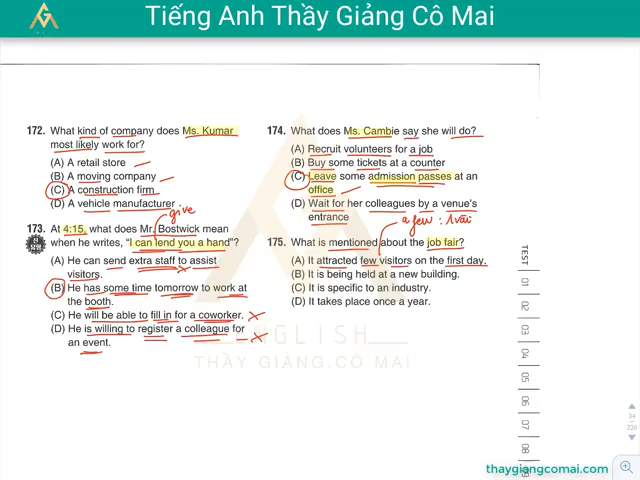 Tiếng Anh Thầy Giảng Cô Mai
172. What kind of company does Ms. Kumar
most likely work for?
(A) A retail store
(B) A moving company
(C) A construction firm
(D) A vehicle manufacturer
give
173. At 4:15, what does Mr. Bostwick mean
when he writes, "I can lend you a hand"?
(A) He can send extra staff to assist
visitors.
(B) He has some time tomorrow to work at
the booth.
(C) He will be able to fill in for a coworker.
(D) He is willing to register a colleague for
an event.
174. What does Ms. Cambie say she will do?
(A) Recruit volunteers for a job
(B) Buy some tickets at a counter
(C) Leave some admission passes at an
office
(D) Wait for her colleagues by a venue's
entrance
a few : 1 vài
175. What is mentioned about the job fair?
(A) It attracted few visitors on the first day.
(B) It is being held at a new building.
(C) It is specific to an industry.
(D) It takes place once a year.
ENGLISH
THẦY GIẢNG.CÔ MAI
TEST
01
02
03
04
05
06
07
08
09
34
220
thaygiangcomai.com